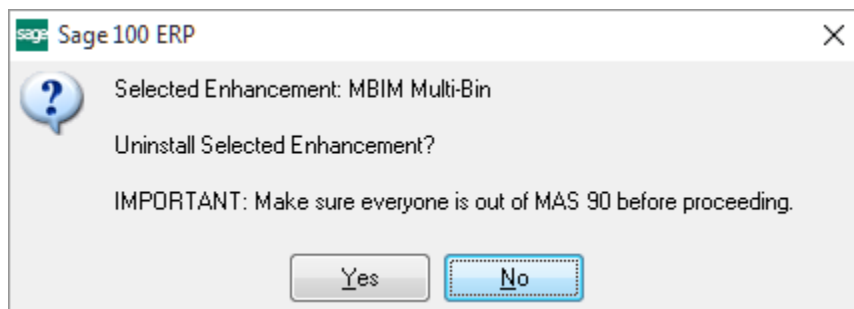 sage Sage 100 ERP
Selected Enhancement: MBIM Multi-Bin
Uninstall Selected Enhancement?
IMPORTANT: Make sure everyone is out of MAS 90 before proceeding.
Yes No